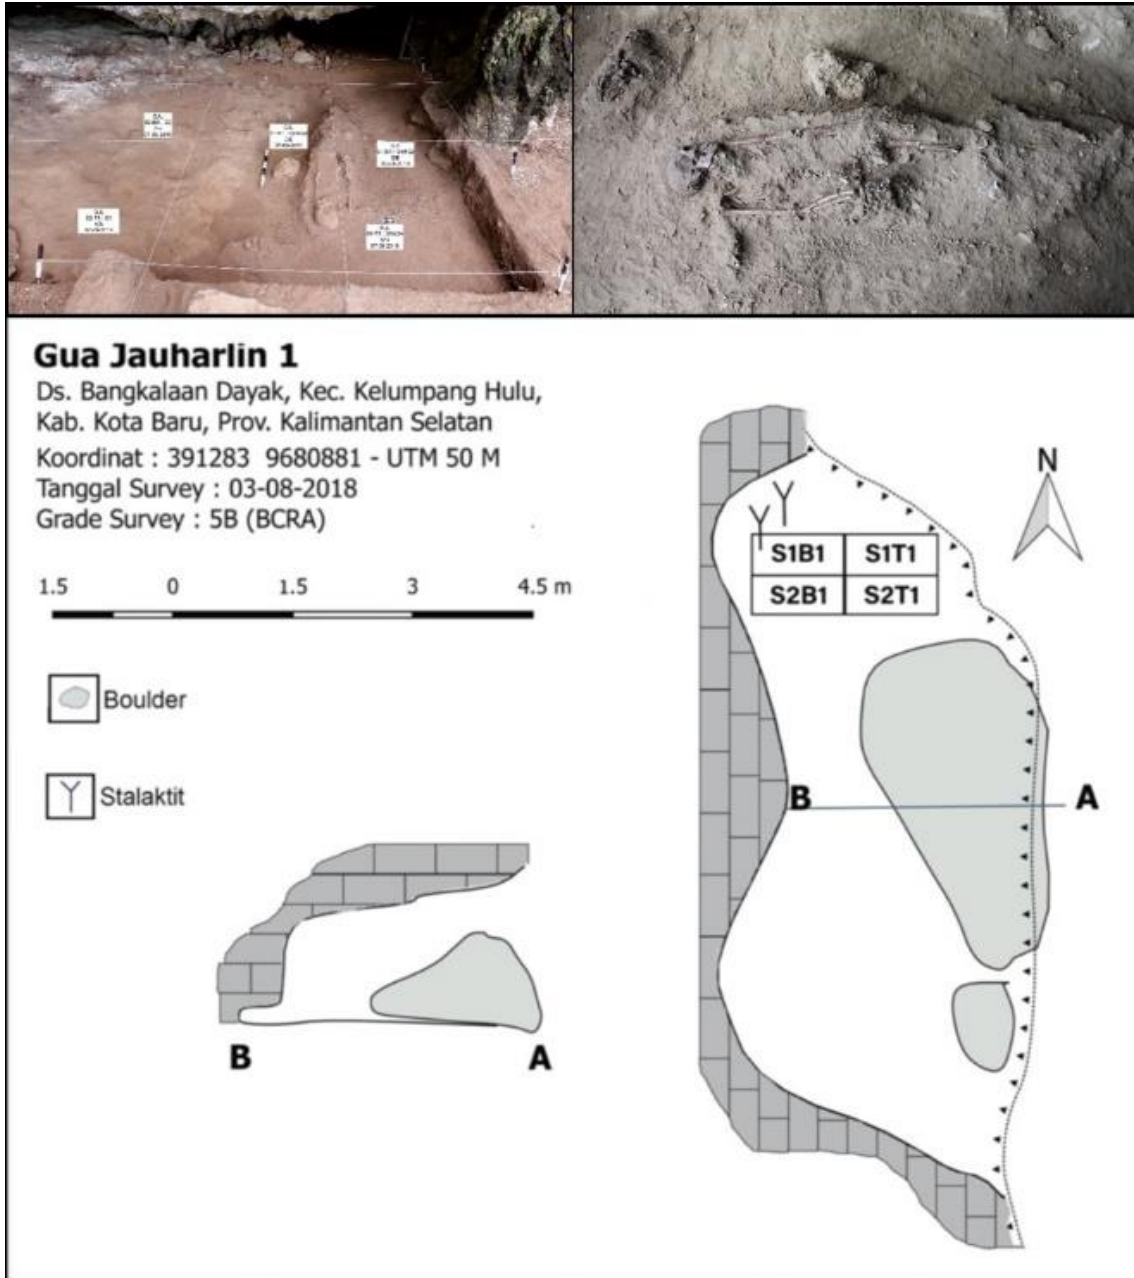 Gua Jauharlin 1
Ds. Bangkalaan Dayak, Kec. Kelumpang Hulu,
Kab. Kota Baru, Prov. Kalimantan Selatan
Koordinat : 391283 9680881 - UTM 50 M
Tanggal Survey : 03-08-2018
Grade Survey : 5B (BCRA)
1.5 0 1.5 3 4.5 m
Boulder
Stalaktit
N
S1B1 S1T1
S2B1 S2T1
B A
B A